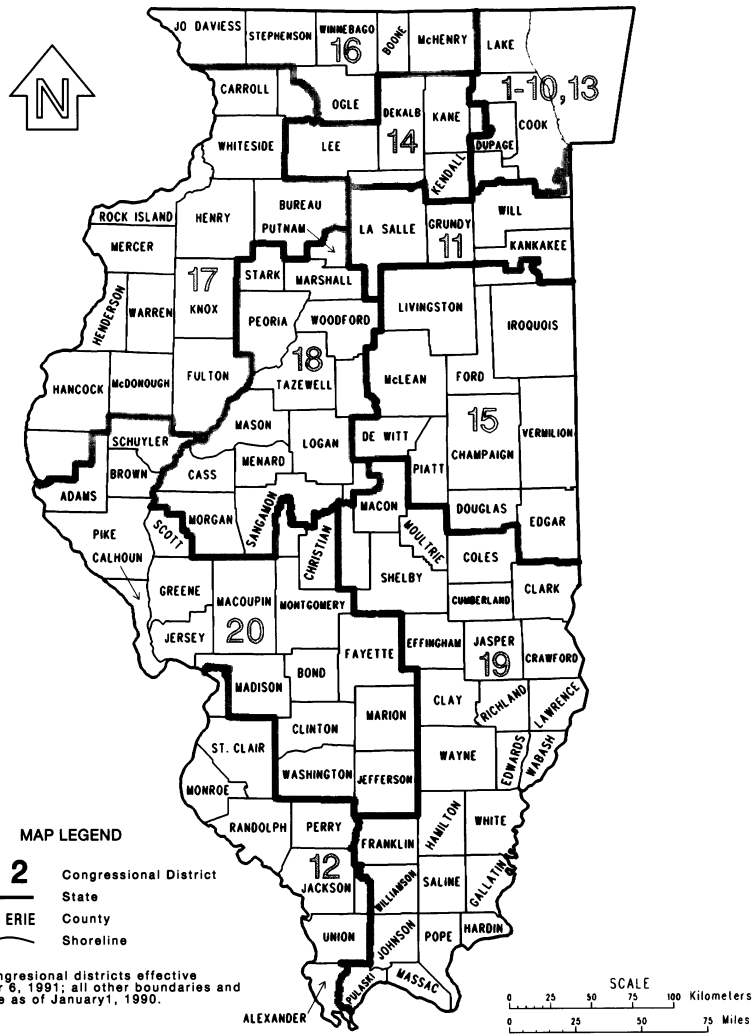 JO DAVIESS
STEPHENSON
WINNEBAGO
16
BOONE
McHENRY
LAKE
N
CARROLL
OGLE
DEKALB
14
KANE
1-10,13
COOK
DUPAGE
WHITESIDE
LEE
KENDALL
ROCK ISLAND
HENRY
BUREAU
PUTNAM
LA SALLE
GRUNDY
11
WILL
KANKAKEE
MERCER
17
KNOX
STARK
MARSHALL
HENDERSON
WARREN
PEORIA
WOODFORD
LIVINGSTON
IROQUOIS
18
TAZEWELL
McLEAN
FORD
HANCOCK
McDONOUGH
FULTON
MASON
LOGAN
DE WITT
15
CHAMPAIGN
VERMILION
SCHUYLER
BROWN
CASS
MENARD
PIATT
ADAMS
MORGAN
SANGAMON
MACON
DOUGLAS
EDGAR
PIKE
SCOTT
CHRISTIAN
MOULTRIE
COLES
CALHOUN
GREENE
MACOUPIN
20
MONTGOMERY
SHELBY
CUMBERLAND
CLARK
JERSEY
FAYETTE
EFFINGHAM
JASPER
19
CRAWFORD
MADISON
BOND
CLAY
RICHLAND
LAWRENCE
CLINTON
MARION
ST. CLAIR
WAYNE
EDWARDS
WABASH
WASHINGTON
JEFFERSON
MONROE
RANDOLPH
PERRY
FRANKLIN
HAMILTON
WHITE
12
JACKSON
WILLIAMSON
SALINE
GALLATIN
UNION
JOHNSON
POPE
HARDIN
ALEXANDER
PULASKI
MASSAC
MAP LEGEND
2 Congressional District
State
ERIE County
Shoreline
ngresional districts effective
r 6, 1991; all other boundaries and
e as of January1, 1990.
SCALE
0 25 50 75 100 Kilometers
0 25 50 75 Miles